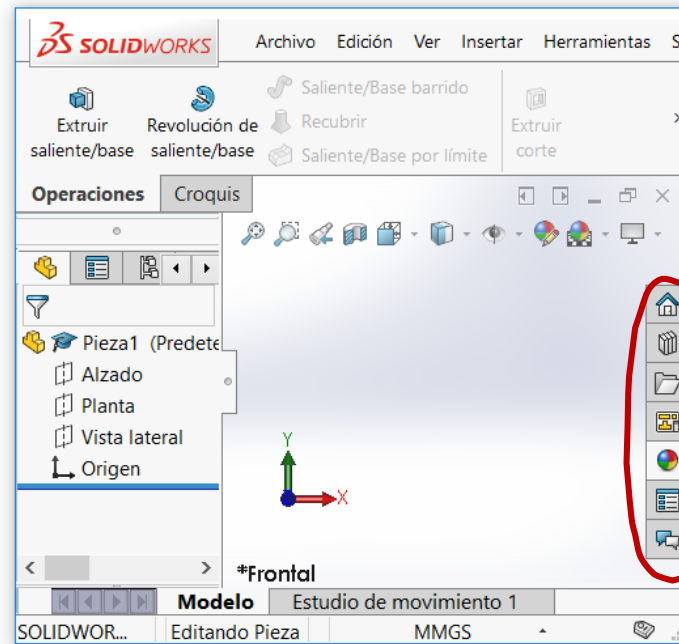 SOLIDWORKS Archivo Edición Ver Insertar Herramientas S
Extruir saliente/base
Revolución de saliente/base
Saliente/Base barrido
Recubrir
Saliente/Base por límite
Extruir corte
Operaciones Croquis
Pieza1 (Predete
Alzado
Planta
Vista lateral
Origen
Y
X
*Frontal
Modelo Estudio de movimiento 1
SOLIDWOR... Editando Pieza MMGS